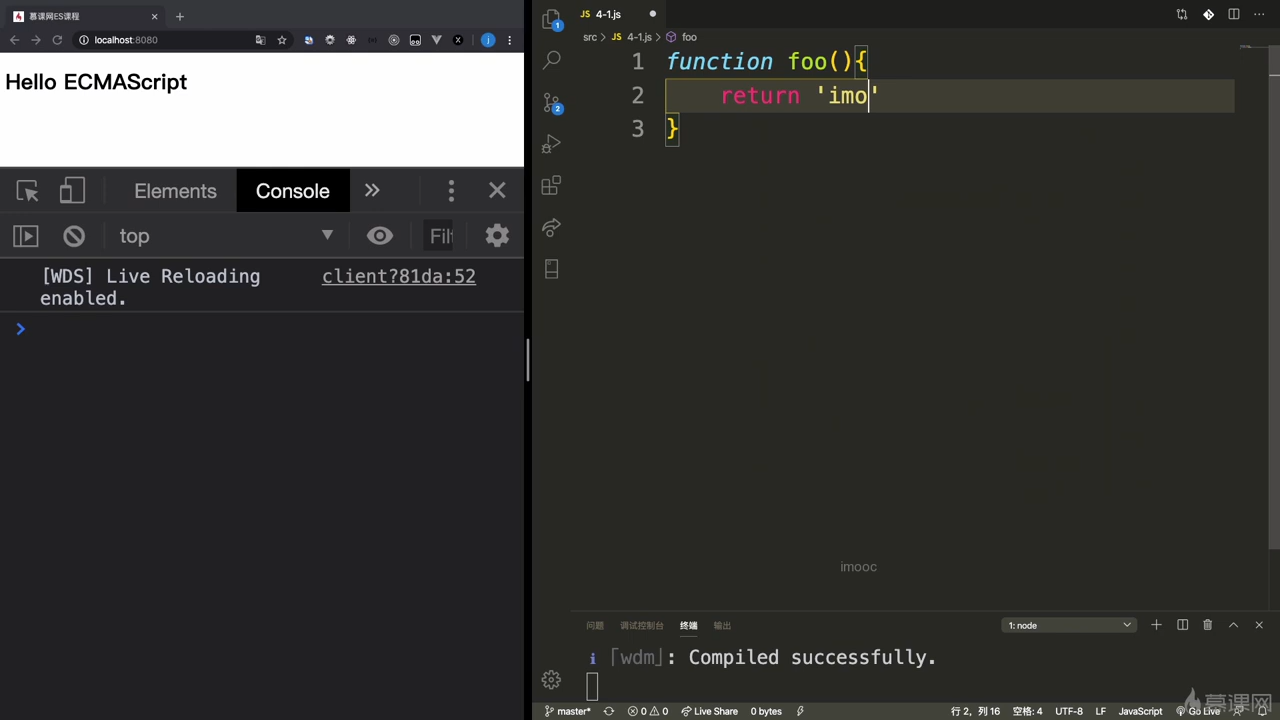 慕课网ES课程
localhost:8080
Hello ECMAScript
Elements
Console
top
Filt
[WDS] Live Reloading enabled.
client?81da:52
4-1.js
src > JS 4-1.js > foo
1 function foo(){
2 return 'imo'
3 }
imooc
问题
调试控制台
终端
输出
1: node
i ｢wdm｣: Compiled successfully.
master*
0
0
Live Share
0 bytes
行 2, 列 16
空格: 4
UTF-8
LF
JavaScript
Go Live
慕课网